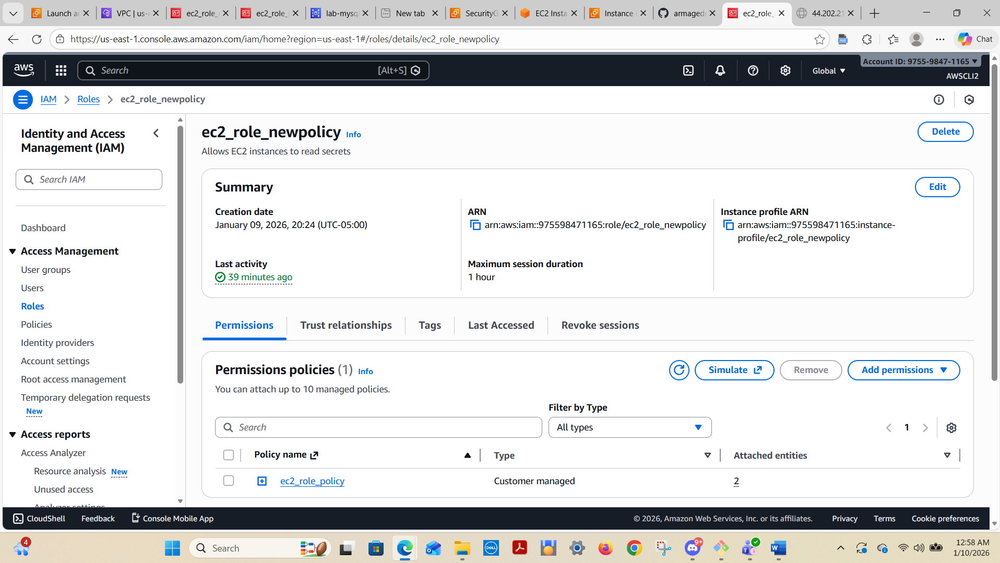 Launch an
VPC | us-e
ec2_role_r
ec2_role_
lab-mysql
New tab
SecurityG
EC2 Insta
Instance
armagedd
ec2_role_
44.202.21
https://us-east-1.console.aws.amazon.com/iam/home?region=us-east-1#/roles/details/ec2_role_newpolicy
Chat
aws
Search
[Alt+S]
Global
Account ID: 9755-9847-1165
AWSCLI2
IAM
Roles
ec2_role_newpolicy
Identity and Access Management (IAM)
Search IAM
Dashboard
Access Management
User groups
Users
Roles
Policies
Identity providers
Account settings
Root access management
Temporary delegation requests
New
Access reports
Access Analyzer
Resource analysis New
Unused access
Analyzer settings
ec2_role_newpolicy Info
Delete
Allows EC2 instances to read secrets
Summary
Edit
Creation date
January 09, 2026, 20:24 (UTC-05:00)
ARN
arn:aws:iam::975598471165:role/ec2_role_newpolicy
Instance profile ARN
arn:aws:iam::975598471165:instance-
profile/ec2_role_newpolicy
Last activity
39 minutes ago
Maximum session duration
1 hour
Permissions
Trust relationships
Tags
Last Accessed
Revoke sessions
Permissions policies (1) Info
Simulate
Remove
Add permissions
You can attach up to 10 managed policies.
Filter by Type
Search
All types
1
Policy name
Type
Attached entities
ec2_role_policy
Customer managed
2
CloudShell
Feedback
Console Mobile App
© 2026, Amazon Web Services, Inc. or its affiliates.
Privacy
Terms
Cookie preferences
4
Search
DELL
9+
12:58 AM
1/10/2026